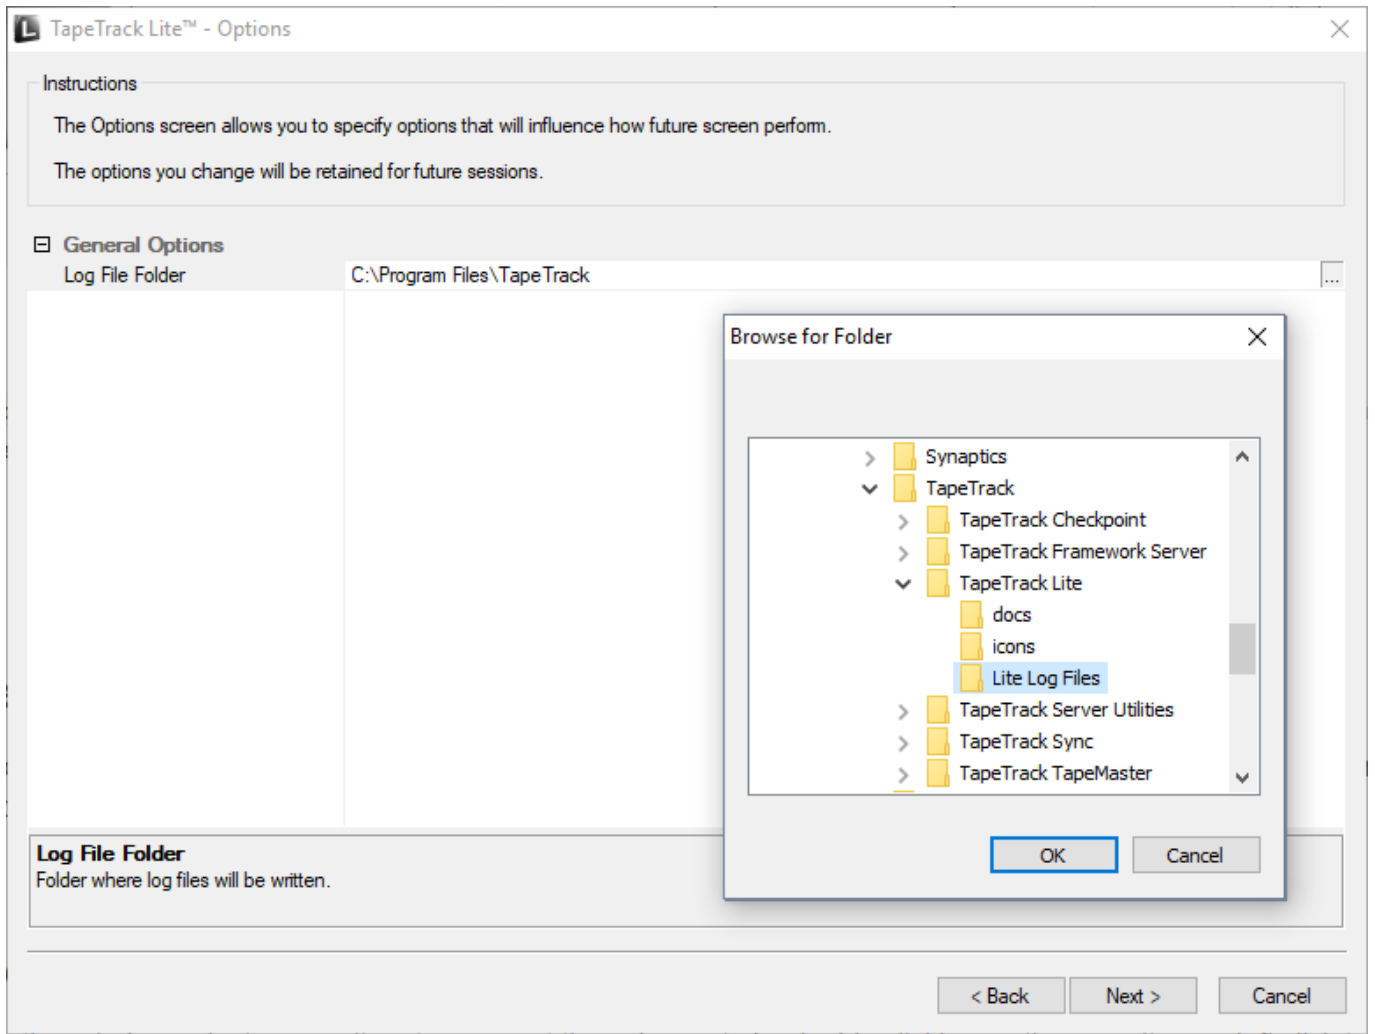 TapeTrack Lite™ - Options
Instructions
The Options screen allows you to specify options that will influence how future screen perform.
The options you change will be retained for future sessions.
General Options
Log File Folder
C:\Program Files\TapeTrack
...
Browse for Folder
Synaptics
TapeTrack
TapeTrack Checkpoint
TapeTrack Framework Server
TapeTrack Lite
docs
icons
Lite Log Files
TapeTrack Server Utilities
TapeTrack Sync
TapeTrack TapeMaster
OK
Cancel
Log File Folder
Folder where log files will be written.
< Back
Next >
Cancel